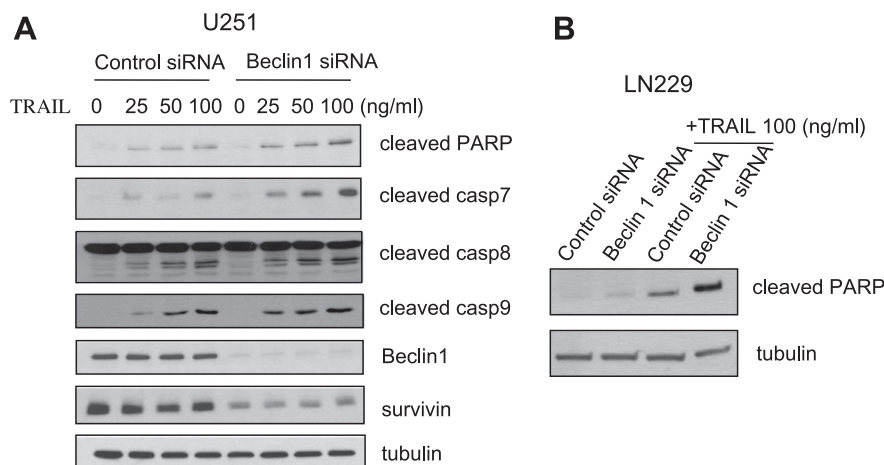 A
U251
Control siRNA Beclin1 siRNA
TRAIL 0 25 50 100 0 25 50 100 (ng/ml)
cleaved PARP
cleaved casp7
cleaved casp8
cleaved casp9
Beclin1
survivin
tubulin
B
LN229
+TRAIL 100 (ng/ml)
Control siRNA
Beclin 1 siRNA
Control siRNA
Beclin 1 siRNA
cleaved PARP
tubulin